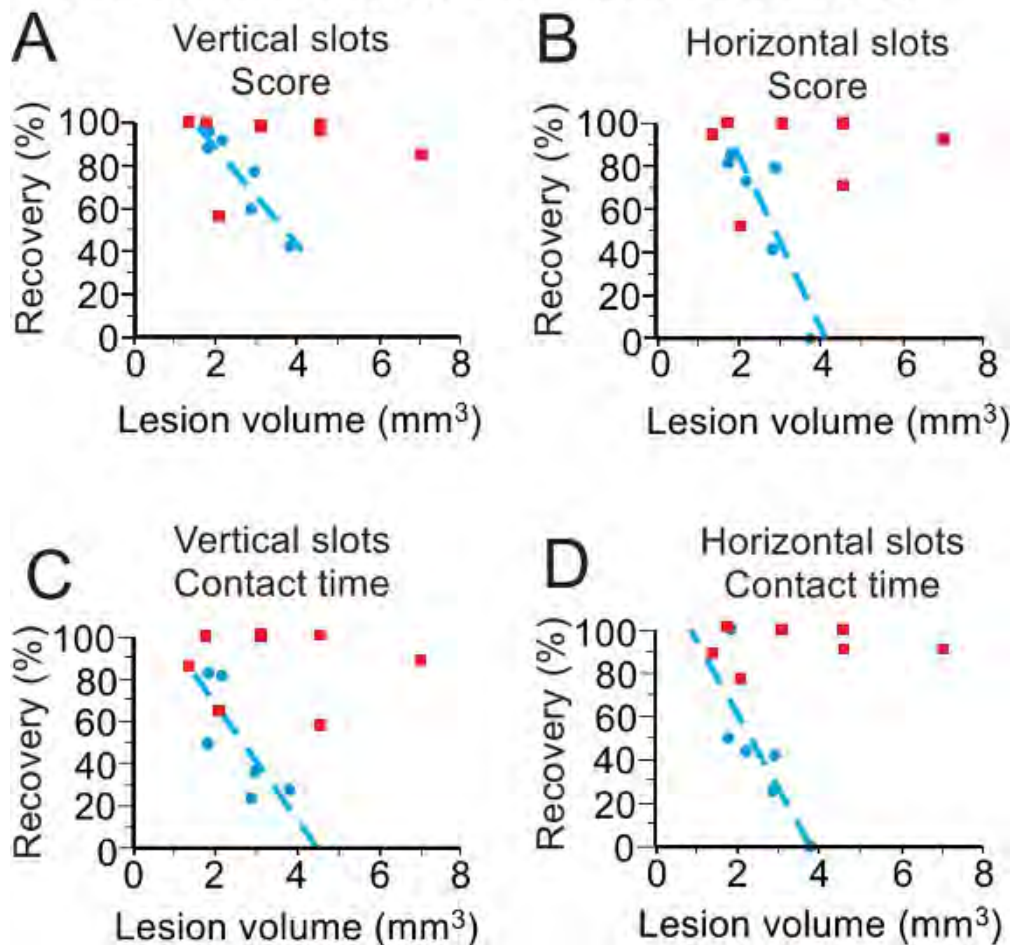 A
Vertical slots
Score
Recovery (%)
100
80
60
40
20
0
0 2 4 6 8
Lesion volume (mm³)
B
Horizontal slots
Score
Recovery (%)
100
80
60
40
20
0
0 2 4 6 8
Lesion volume (mm³)
C
Vertical slots
Contact time
Recovery (%)
100
80
60
40
20
0
0 2 4 6 8
Lesion volume (mm³)
D
Horizontal slots
Contact time
Recovery (%)
100
80
60
40
20
0
0 2 4 6 8
Lesion volume (mm³)